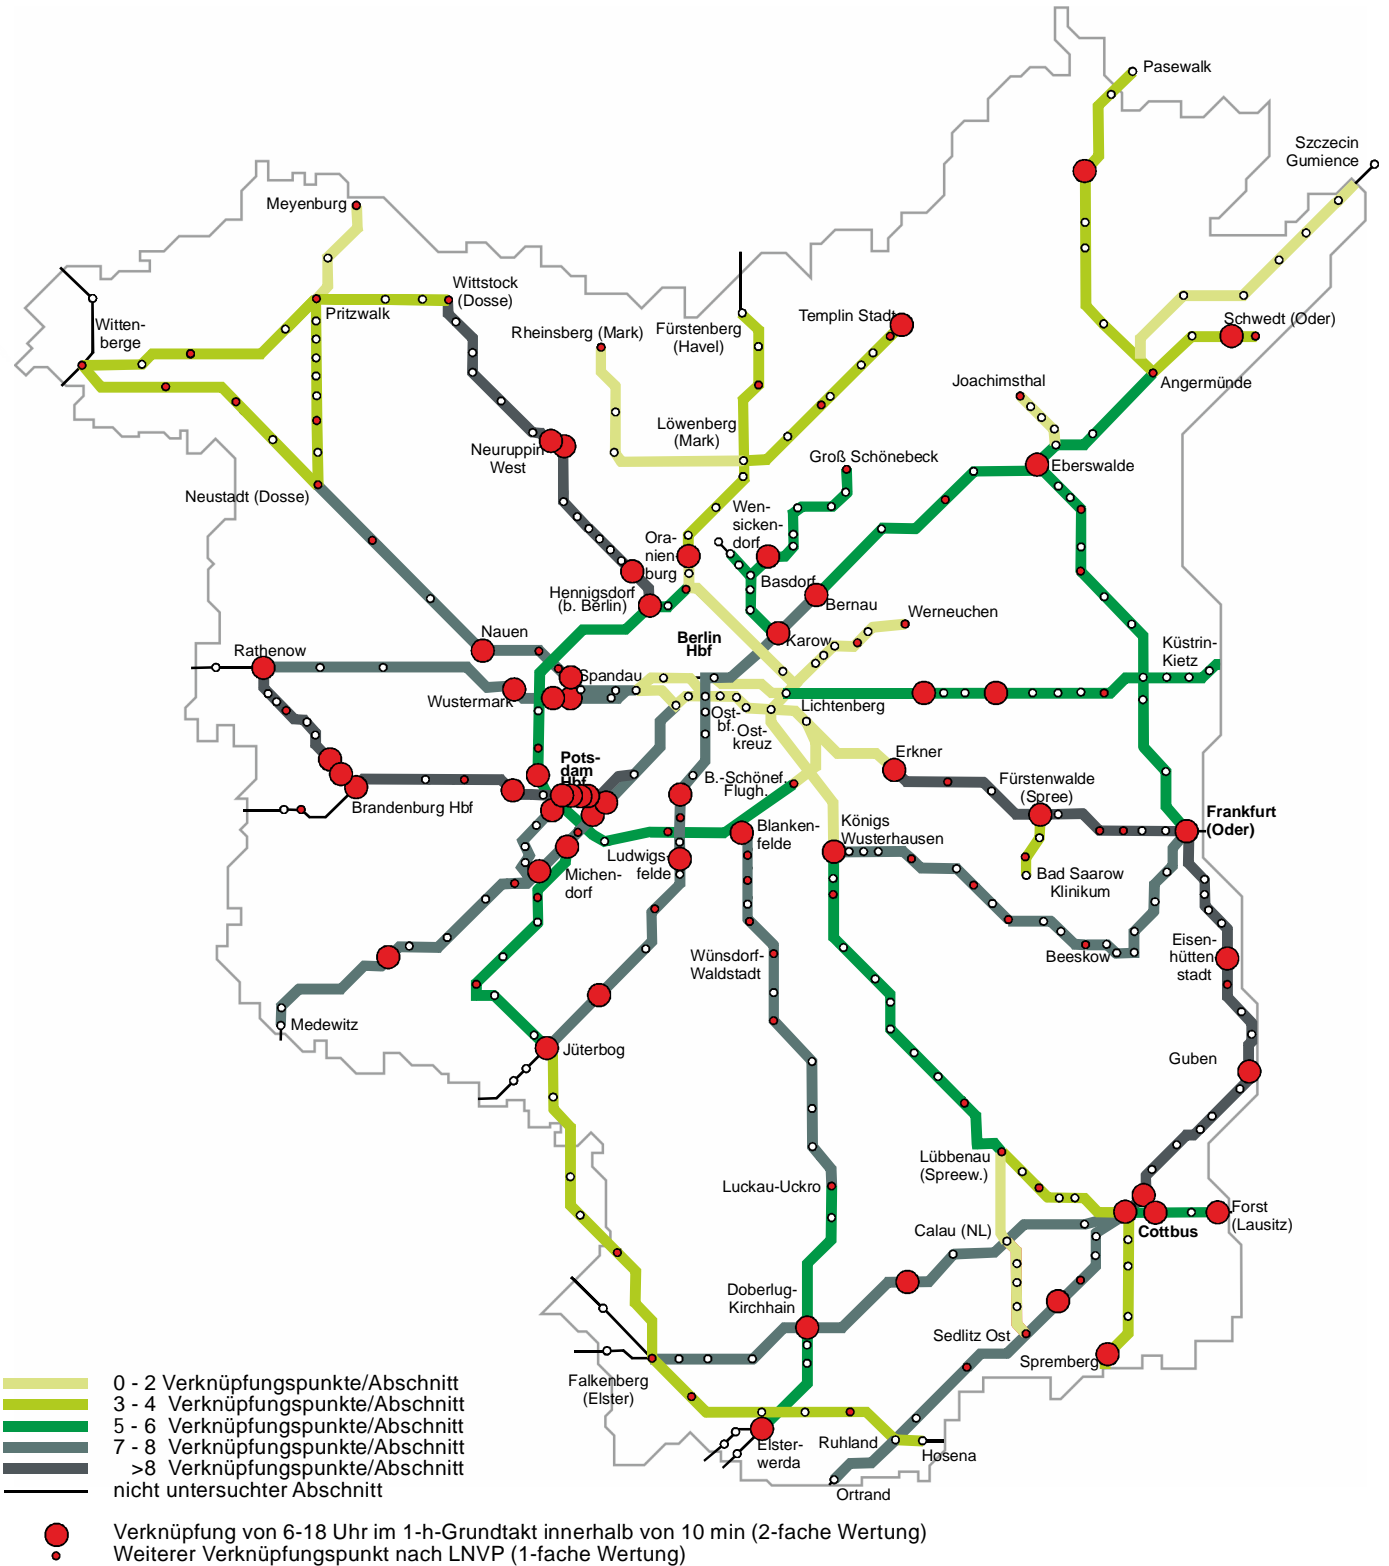 Pasewalk
Szczecin
Gumience
Meyenburg
Wittstock
(Dosse)
Pritzwalk
Witten-
berge
Rheinsberg (Mark)
Fürstenberg
(Havel)
Templin Stadt
Schwedt (Oder)
Joachimsthal
Angermünde
Löwenberg
(Mark)
Neuruppin
West
Groß Schönebeck
Eberswalde
Neustadt (Dosse)
Wen-
sicken-
dorf
Ora-
nien
burg
Basdorf
Hennigsdorf
(b. Berlin)
Bernau
Werneuchen
Nauen
Berlin
Hbf
Karow
Küstrin-
Kietz
Rathenow
Spandau
Wustermark
Lichtenberg
Ost-
bf.
Ost-
kreuz
Erkner
Pots-
dam
Hbf
B.-Schönef.
Flugh.
Fürstenwalde
(Spree)
Brandenburg Hbf
Frankfurt
(Oder)
Königs
Wusterhausen
Blanken-
felde
Ludwigs-
felde
Michen-
dorf
Bad Saarow
Klinikum
Eisen-
hütten
stadt
Beeskow
Wünsdorf-
Waldstadt
Medewitz
Jüterbog
Guben
Lübbenau
(Spreew.)
Luckau-Uckro
Forst
(Lausitz)
Calau (NL)
Cottbus
Doberlug-
Kirchhain
Sedlitz Ost
Spremberg
Falkenberg
(Elster)
Elster-
werda
Ruhland
Hosena
Ortrand
0 - 2 Verknüpfungspunkte/Abschnitt
3 - 4 Verknüpfungspunkte/Abschnitt
5 - 6 Verknüpfungspunkte/Abschnitt
7 - 8 Verknüpfungspunkte/Abschnitt
>8 Verknüpfungspunkte/Abschnitt
nicht untersuchter Abschnitt
Verknüpfung von 6-18 Uhr im 1-h-Grundtakt innerhalb von 10 min (2-fache Wertung)
Weiterer Verknüpfungspunkt nach LNVP (1-fache Wertung)